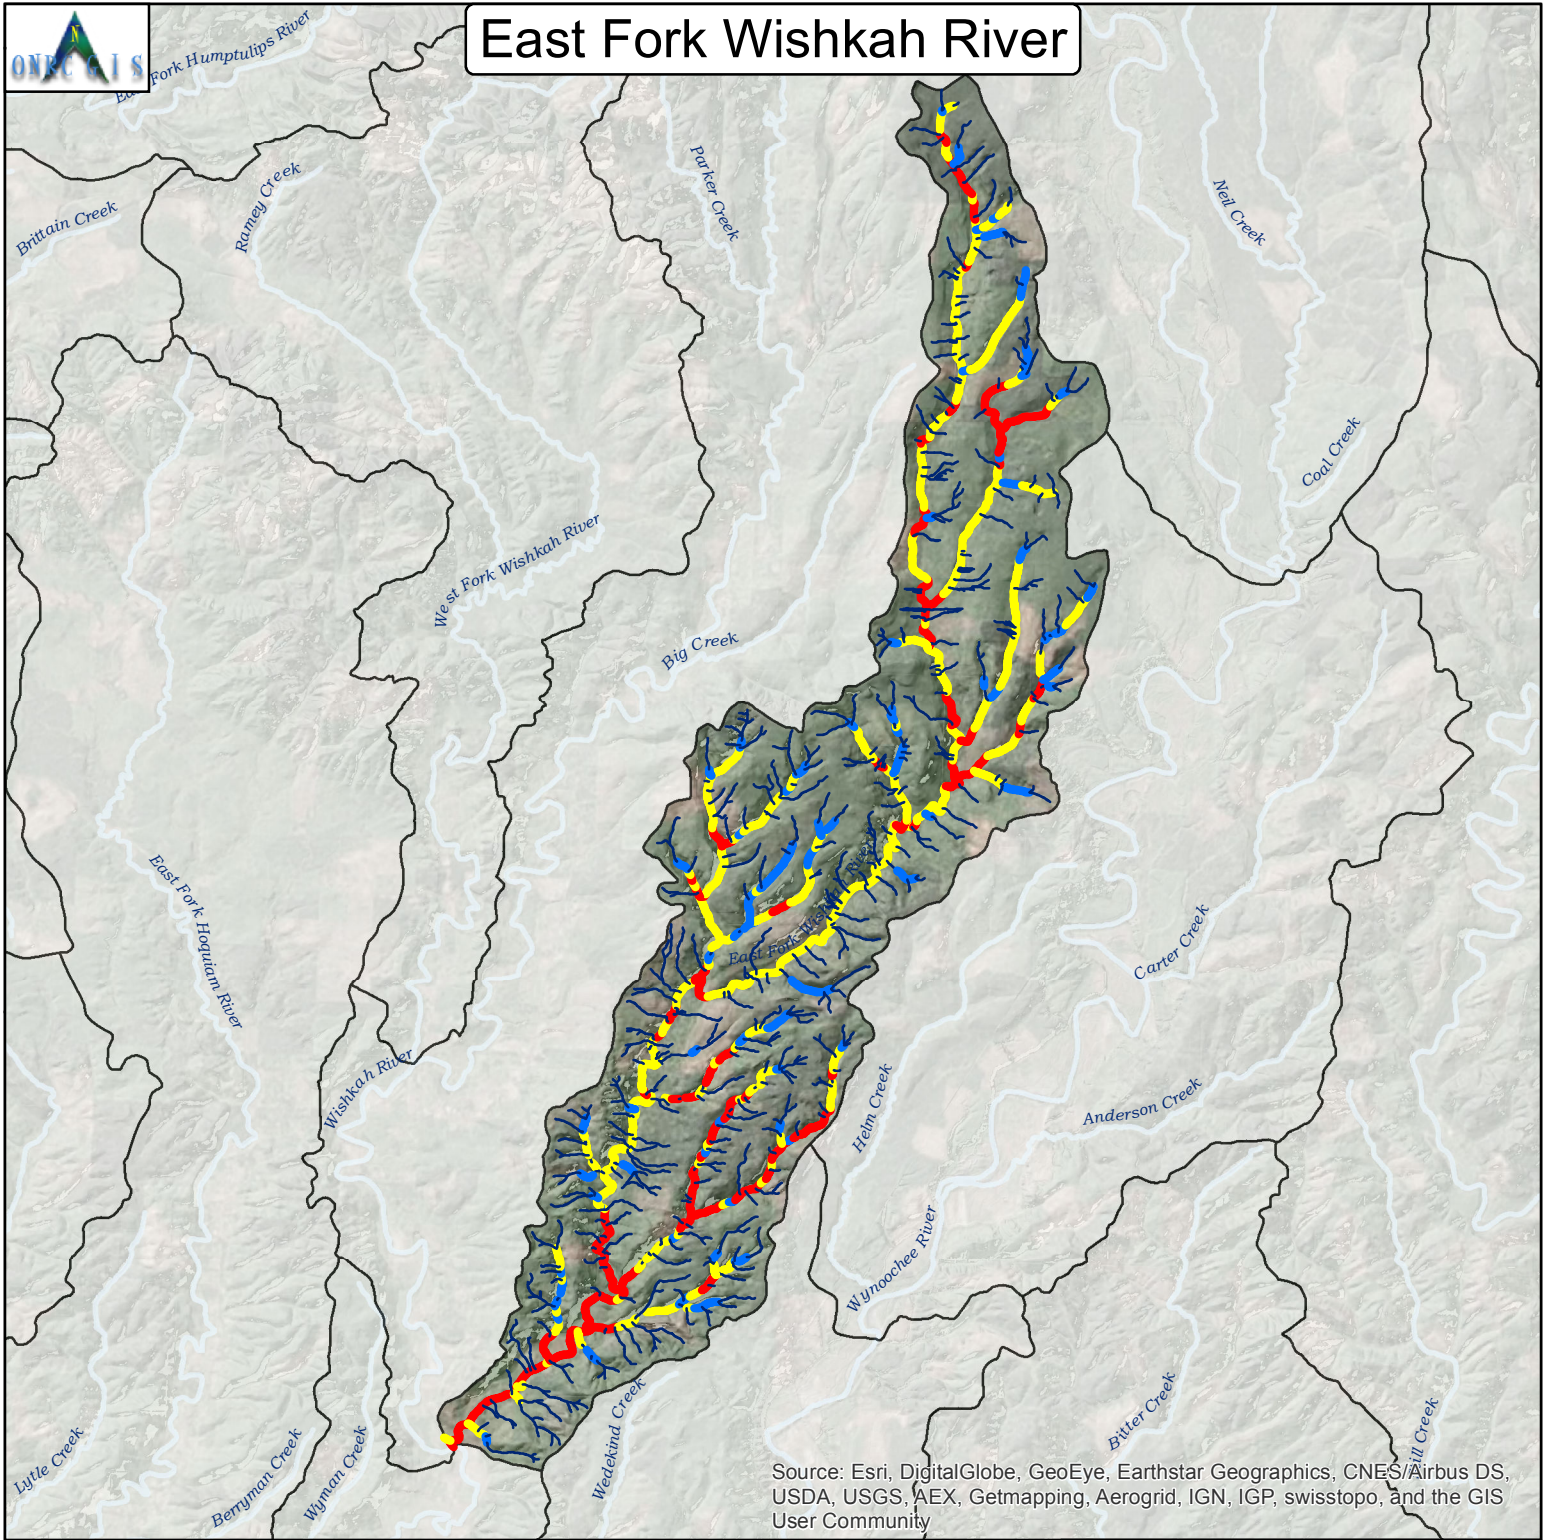 East Fork Wishkah River
N
ONRC GIS
East Fork Humptulips River
Parker Creek
Ramey Creek
Neil Creek
Brittain Creek
Coal Creek
West Fork Wishkah River
Big Creek
East Fork Hoquiam River
East Fork Wishkah River
Carter Creek
Wishkah River
Helm Creek
Anderson Creek
Wynoochee River
Wedekind Creek
Bitter Creek
ill Creek
Lytle Creek
Berryman Creek
Wyman Creek
Source: Esri, DigitalGlobe, GeoEye, Earthstar Geographics, CNES/Airbus DS,
USDA, USGS, AEX, Getmapping, Aerogrid, IGN, IGP, swisstopo, and the GIS
User Community